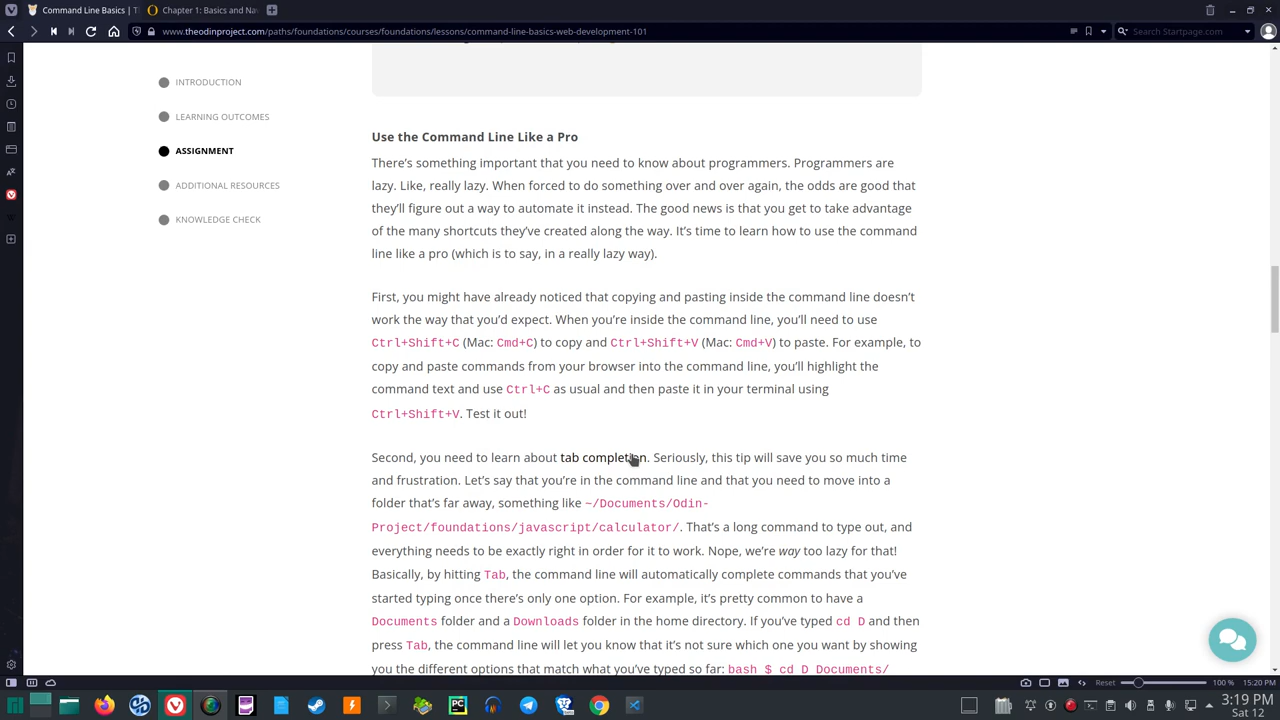 Command Line Basics | T
Chapter 1: Basics and Nav
www.theodinproject.com/paths/foundations/courses/foundations/lessons/command-line-basics-web-development-101
Search Startpage.com
INTRODUCTION
LEARNING OUTCOMES
ASSIGNMENT
ADDITIONAL RESOURCES
KNOWLEDGE CHECK
Use the Command Line Like a Pro
There’s something important that you need to know about programmers. Programmers are
lazy. Like, really lazy. When forced to do something over and over again, the odds are good that
they’ll figure out a way to automate it instead. The good news is that you get to take advantage
of the many shortcuts they’ve created along the way. It’s time to learn how to use the command
line like a pro (which is to say, in a really lazy way).
First, you might have already noticed that copying and pasting inside the command line doesn’t
work the way that you’d expect. When you’re inside the command line, you’ll need to use
Ctrl+Shift+C (Mac: Cmd+C) to copy and Ctrl+Shift+V (Mac: Cmd+V) to paste. For example, to
copy and paste commands from your browser into the command line, you’ll highlight the
command text and use Ctrl+C as usual and then paste it in your terminal using
Ctrl+Shift+V. Test it out!
Second, you need to learn about tab completion. Seriously, this tip will save you so much time
and frustration. Let’s say that you’re in the command line and that you need to move into a
folder that’s far away, something like ~/Documents/Odin-
Project/foundations/javascript/calculator/. That’s a long command to type out, and
everything needs to be exactly right in order for it to work. Nope, we’re way too lazy for that!
Basically, by hitting Tab, the command line will automatically complete commands that you’ve
started typing once there’s only one option. For example, it’s pretty common to have a
Documents folder and a Downloads folder in the home directory. If you’ve typed cd D and then
press Tab, the command line will let you know that it’s not sure which one you want by showing
you the different options that match what you’ve typed so far: bash $ cd D Documents/
Reset
100 %
15:20 PM
3:19 PM
Sat 12